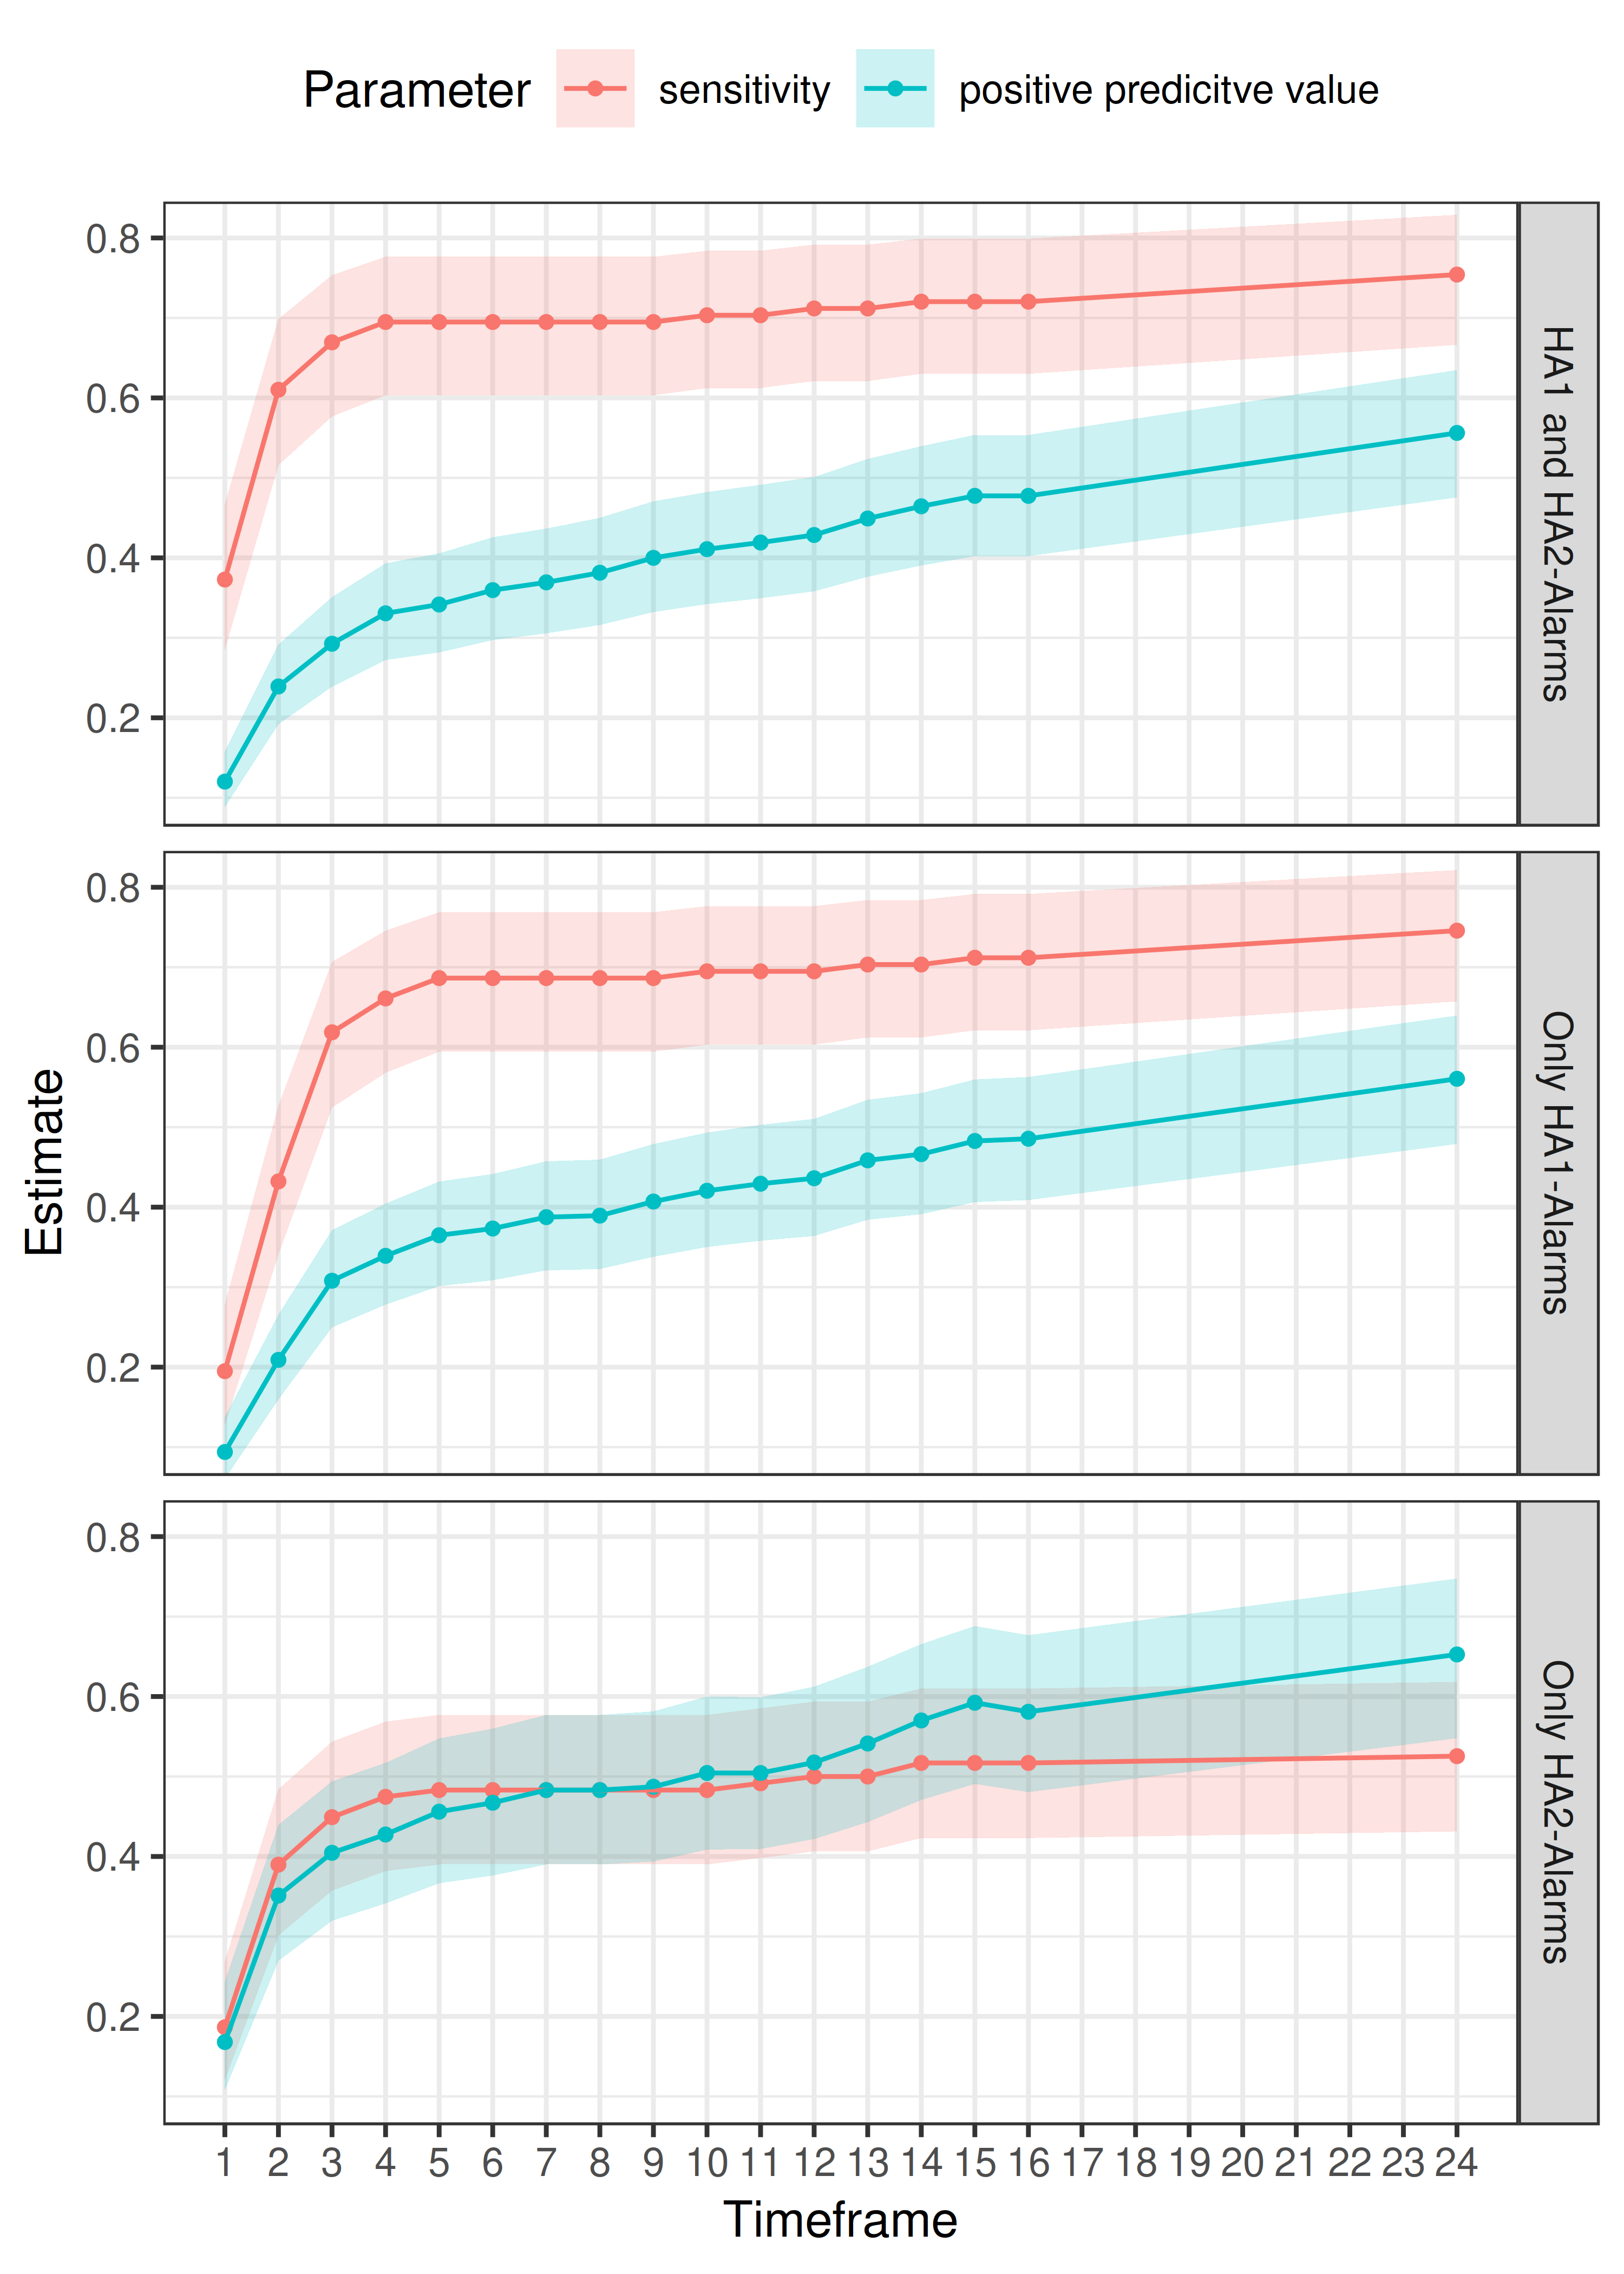 Parameter sensitivity positive predicitve value
0.8
0.6
0.4
0.2
HA1 and HA2-Alarms
0.8
0.6
0.4
0.2
Only HA1-Alarms
Estimate
0.8
0.6
0.4
0.2
Only HA2-Alarms
1 2 3 4 5 6 7 8 9 10 11 12 13 14 15 16 17 18 19 20 21 22 23 24
Timeframe